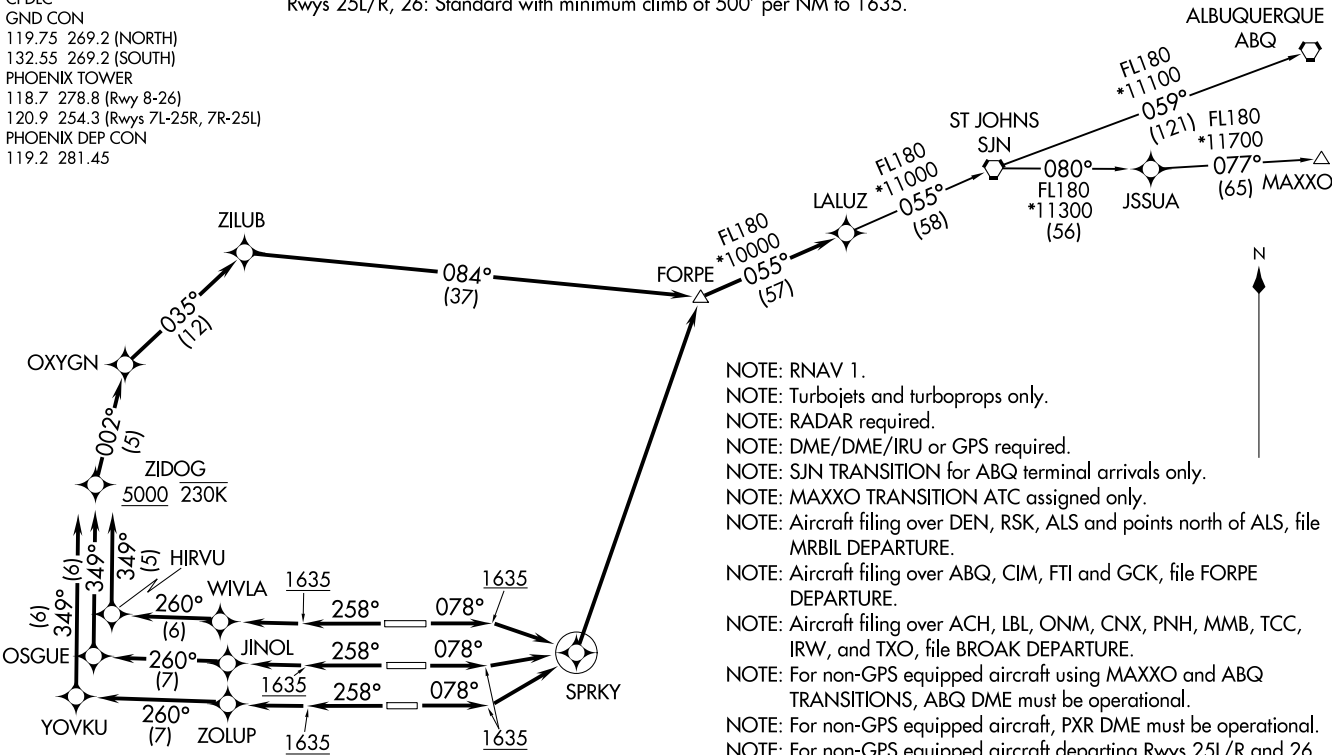 CPDLC
GND CON
119.75 269.2 (NORTH)
132.55 269.2 (SOUTH)
PHOENIX TOWER
118.7 278.8 (Rwy 8-26)
120.9 254.3 (Rwys 7L-25R, 7R-25L)
PHOENIX DEP CON
119.2 281.45
Rwys 25L/R, 26: Standard with minimum climb of 500' per NM to 1635.
ALBUQUERQUE
ABQ
FL180
*11100
059°
(121)
FL180
*11700
077°
(65)
MAXXO
ST JOHNS
SJN
080°
FL180
*11300
(56)
JSSUA
FL180
*11000
055°
(58)
LALUZ
FL180
*10000
055°
(57)
FORPE
ZILUB
084°
(37)
035°
(12)
OXYGN
002°
(5)
ZIDOG
5000 230K
349°
(6)
349°
(6)
349°
(5)
HIRVU
WIVLA
260°
(6)
1635
258°
078°
1635
OSGUE
260°
(7)
JINOL
1635
258°
078°
YOVKU
260°
(7)
ZOLUP
1635
258°
078°
1635
SPRKY
N
NOTE: RNAV 1.
NOTE: Turbojets and turboprops only.
NOTE: RADAR required.
NOTE: DME/DME/IRU or GPS required.
NOTE: SJN TRANSITION for ABQ terminal arrivals only.
NOTE: MAXXO TRANSITION ATC assigned only.
NOTE: Aircraft filing over DEN, RSK, ALS and points north of ALS, file
MRBIL DEPARTURE.
NOTE: Aircraft filing over ABQ, CIM, FTI and GCK, file FORPE
DEPARTURE.
NOTE: Aircraft filing over ACH, LBL, ONM, CNX, PNH, MMB, TCC,
IRW, and TXO, file BROAK DEPARTURE.
NOTE: For non-GPS equipped aircraft using MAXXO and ABQ
TRANSITIONS, ABQ DME must be operational.
NOTE: For non-GPS equipped aircraft, PXR DME must be operational.
NOTE: For non-GPS equipped aircraft departing Rwys 25L/R and 26,